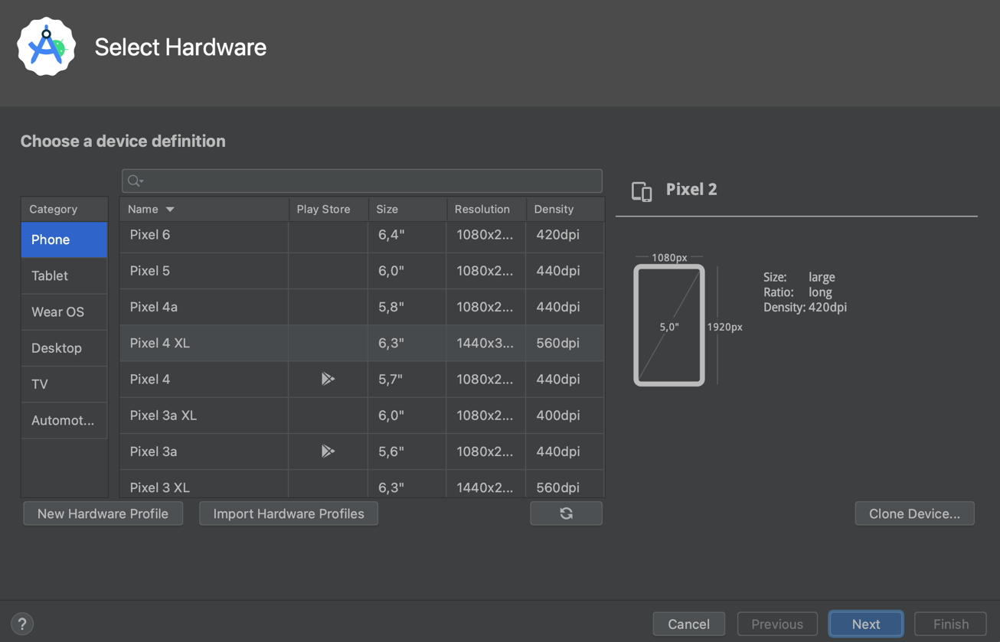 Select Hardware
Choose a device definition
Category
Phone
Tablet
Wear OS
Desktop
TV
Automot...
Name Play Store Size Resolution Density
Pixel 6 6,4" 1080x2... 420dpi
Pixel 5 6,0" 1080x2... 440dpi
Pixel 4a 5,8" 1080x2... 440dpi
Pixel 4 XL 6,3" 1440x3... 560dpi
Pixel 4 5,7" 1080x2... 440dpi
Pixel 3a XL 6,0" 1080x2... 400dpi
Pixel 3a 5,6" 1080x2... 440dpi
Pixel 3 XL 6,3" 1440x2... 560dpi
New Hardware Profile Import Hardware Profiles
Pixel 2
1080px
5,0"
1920px
Size: large
Ratio: long
Density: 420dpi
Clone Device...
? Cancel Previous Next Finish